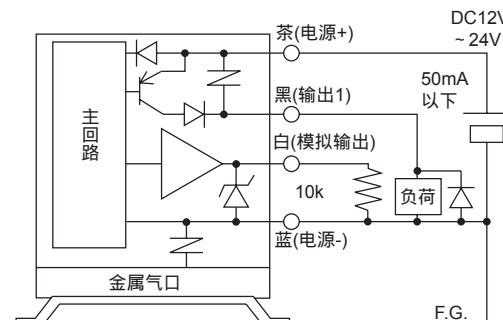 茶(电源+)
DC12V
~24V
黑(输出1)
50mA
以下
主回路
白(模拟输出)
10k
负荷
蓝(电源-)
金属气口
F.G.